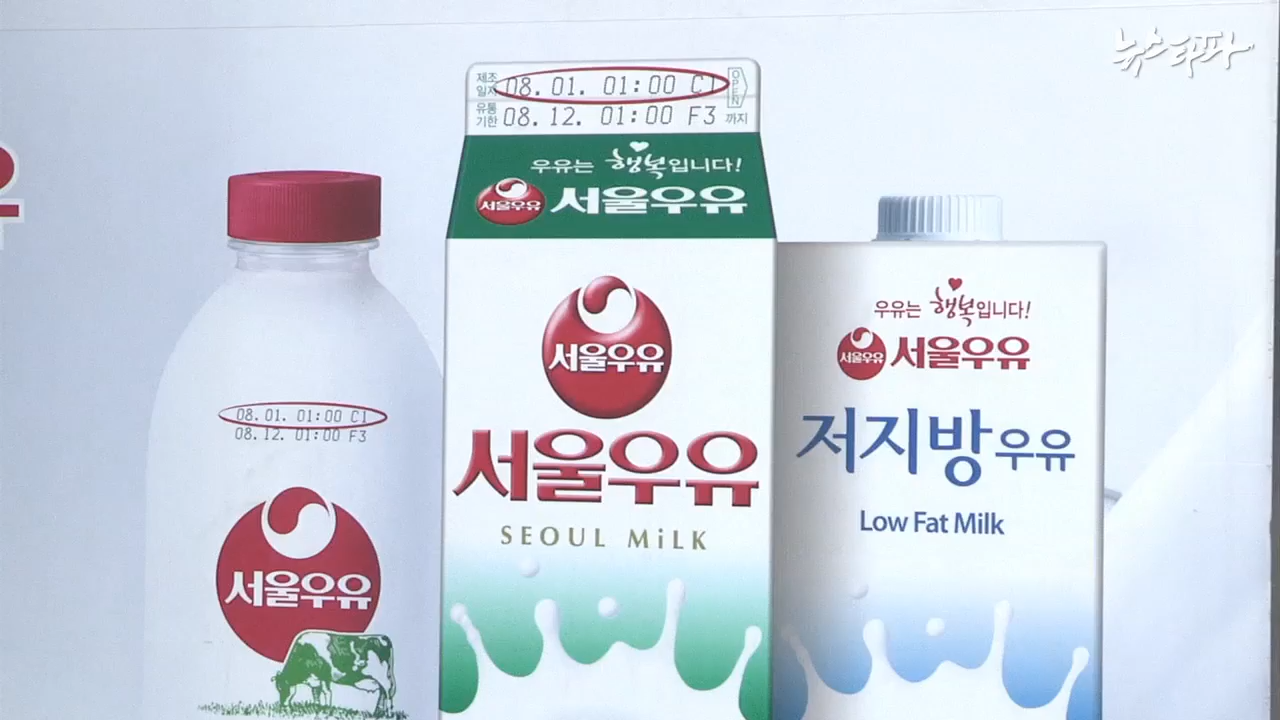 뉴스타파
제조
일자 08. 01. 01:00 C1
OPEN
유통
기한 08. 12. 01:00 F3 까지
우유는 행복입니다!
서울우유 서울우유
서울우유
서울우유
SEOUL MiLK
08. 01. 01:00 C1
08. 12. 01:00 F3
서울우유
우유는 행복입니다!
서울우유 서울우유
저지방우유
Low Fat Milk